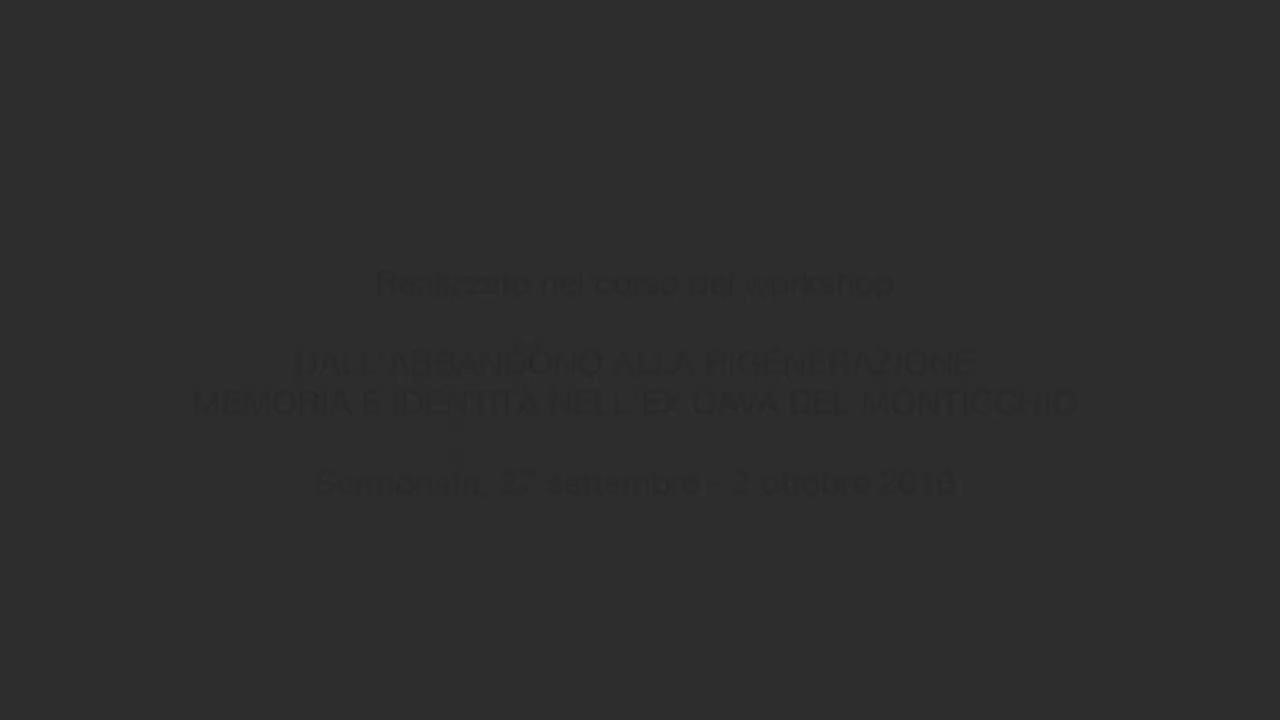 Realizzato nel corso del workshop
DALL'ABBANDONO ALLA RIGENERAZIONE
MEMORIA E IDENTITÀ NELL'EX CAVA DEL MONTICCHIO
Sermoneta, 27 settembre - 2 ottobre